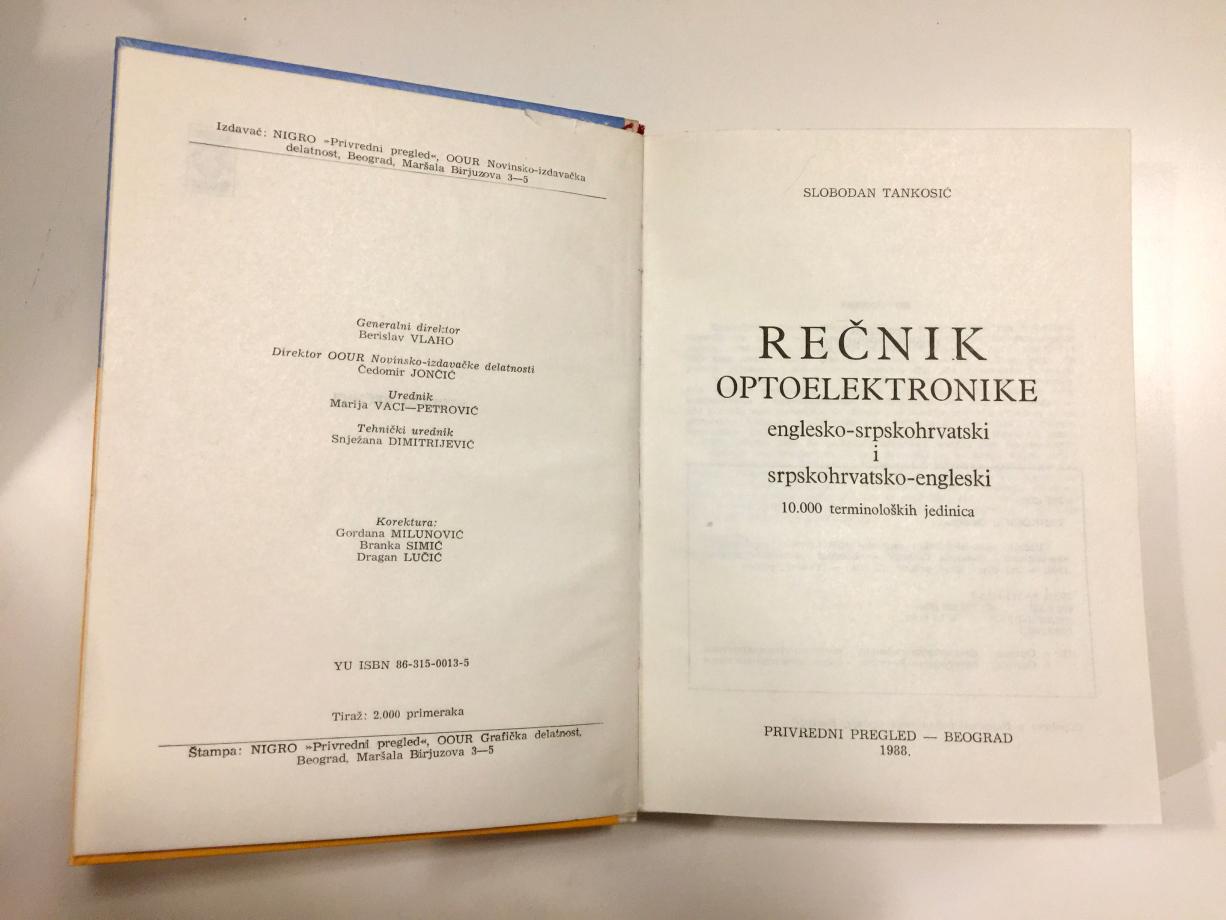 Izdavač: NIGRO »Privredni pregled«, OOUR Novinsko-izdavačka
delatnost, Beograd, Maršala Birjuzova 3—5
Generalni direktor
Berislav VLAHO
Direktor OOUR Novinsko-izdavačke delatnosti
Čedomir JONČIĆ
Urednik
Marija VACI—PETROVIĆ
Tehnički urednik
Snježana DIMITRIJEVIĆ
Korektura:
Gordana MILUNOVIĆ
Branka SIMIĆ
Dragan LUČIĆ
YU ISBN 86-315-0013-5
Tiraž: 2.000 primeraka
Štampa: NIGRO »Privredni pregled«, OOUR Grafička delatnost,
Beograd, Maršala Birjuzova 3—5
SLOBODAN TANKOSIĆ
REČNIK
OPTOELEKTRONIKE
englesko-srpskohrvatski
i
srpskohrvatsko-engleski
10.000 terminoloških jedinica
PRIVREDNI PREGLED — BEOGRAD
1988.